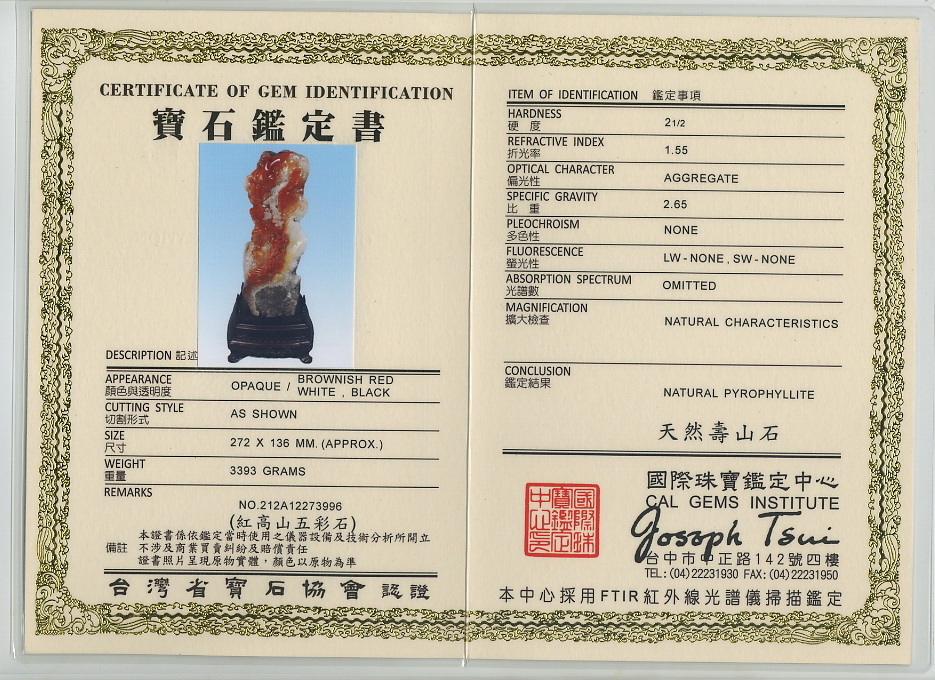 CERTIFICATE OF GEM IDENTIFICATION
寶石鑑定書
DESCRIPTION 記述
APPEARANCE
顏色與透明度
OPAQUE / BROWNISH RED
WHITE , BLACK
CUTTING STYLE
切割形式
AS SHOWN
SIZE
尺寸
272 X 136 MM. (APPROX.)
WEIGHT
重量
3393 GRAMS
REMARKS
NO.212A12273996
(紅高山五彩石)
備註
本證書係依鑑定當時使用之儀器設備及技術分析所開立
不涉及商業買賣糾紛及賠償責任
證書照片呈現原物實體，顏色以原物為準
台灣省寶石協會認證
ITEM OF IDENTIFICATION 鑑定事項
HARDNESS
硬 度
2 1/2
REFRACTIVE INDEX
折光率
1.55
OPTICAL CHARACTER
偏光性
AGGREGATE
SPECIFIC GRAVITY
比 重
2.65
PLEOCHROISM
多色性
NONE
FLUORESCENCE
螢光性
LW - NONE , SW - NONE
ABSORPTION SPECTRUM
光譜數
OMITTED
MAGNIFICATION
擴大檢查
NATURAL CHARACTERISTICS
CONCLUSION
鑑定結果
NATURAL PYROPHYLLITE
天然壽山石
國際珠寶鑑定中心
CAL GEMS INSTITUTE
Joseph Tsui
台中市中正路142號四樓
TEL: (04) 22231930 FAX: (04) 22231950
本中心採用FTIR紅外線光譜儀掃描鑑定